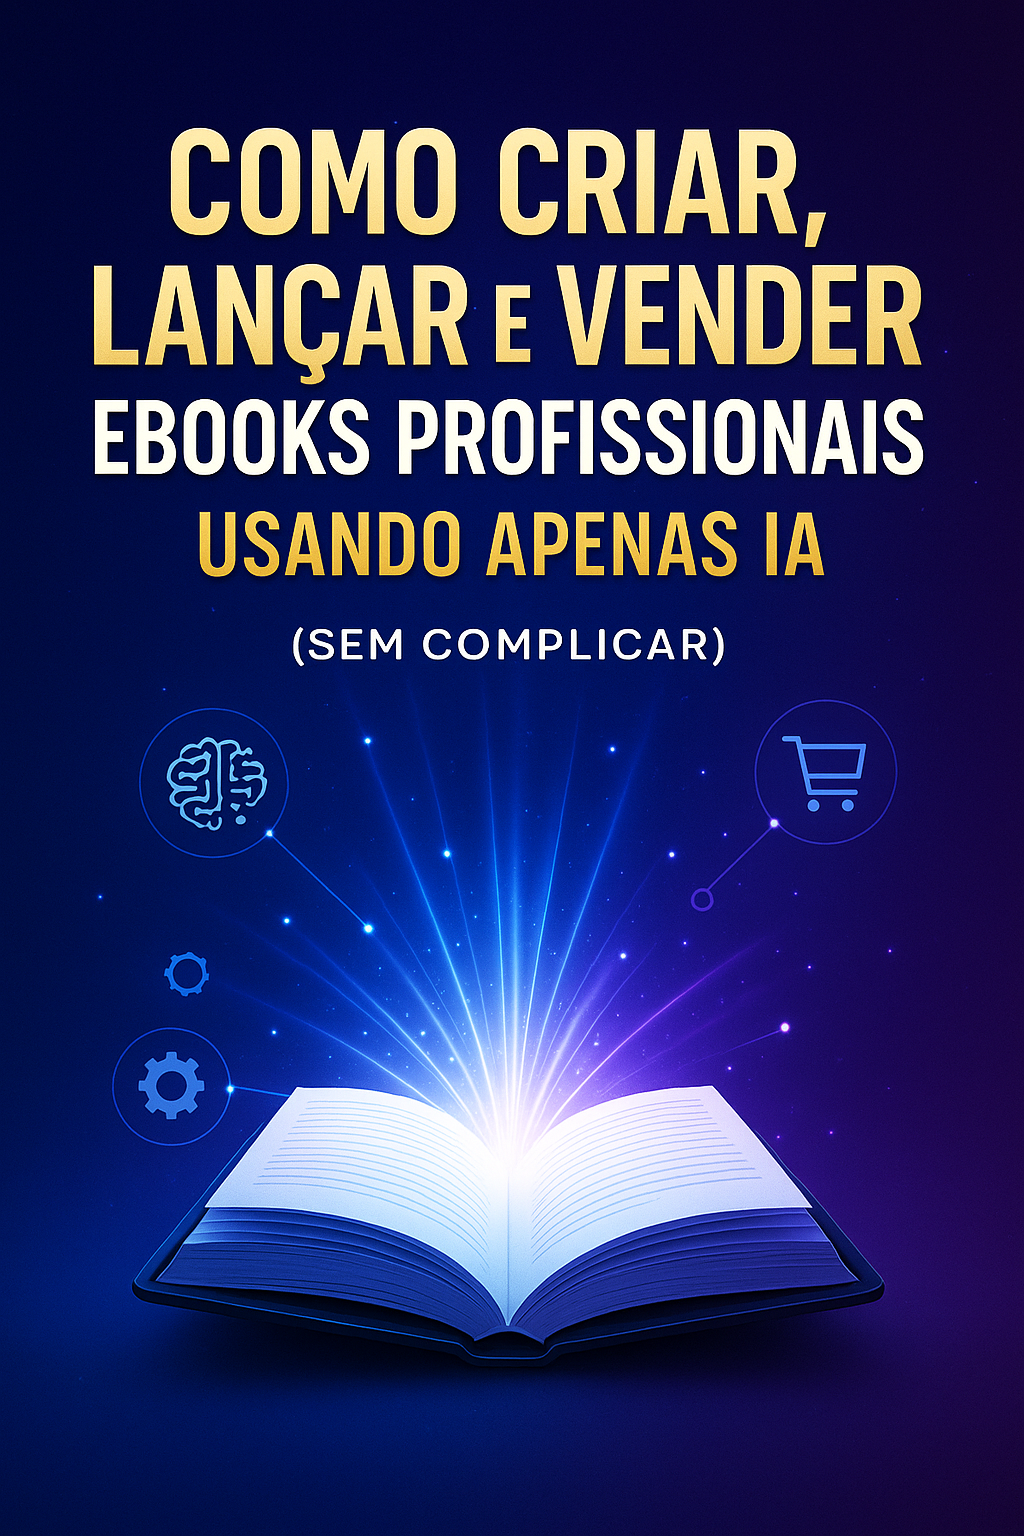 COMO CRIAR,
LANÇAR E VENDER
EBOOKS PROFISSIONAIS
USANDO APENAS IA
(SEM COMPLICAR)